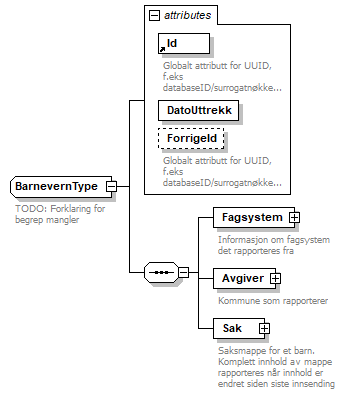 attributes
Id
Globalt attributt for UUID,
f.eks
databaseID/surrogatnøkke...
DatoUttrekk
ForrigeId
Globalt attributt for UUID,
f.eks
databaseID/surrogatnøkke...
BarnevernType
TODO: Forklaring for
begrep mangler
Fagsystem
Informasjon om fagsystem
det rapporteres fra
Avgiver
Kommune som rapporterer
Sak
Saksmappe for et barn.
Komplett innhold av mappe
rapporteres når innhold er
endret siden siste innsending